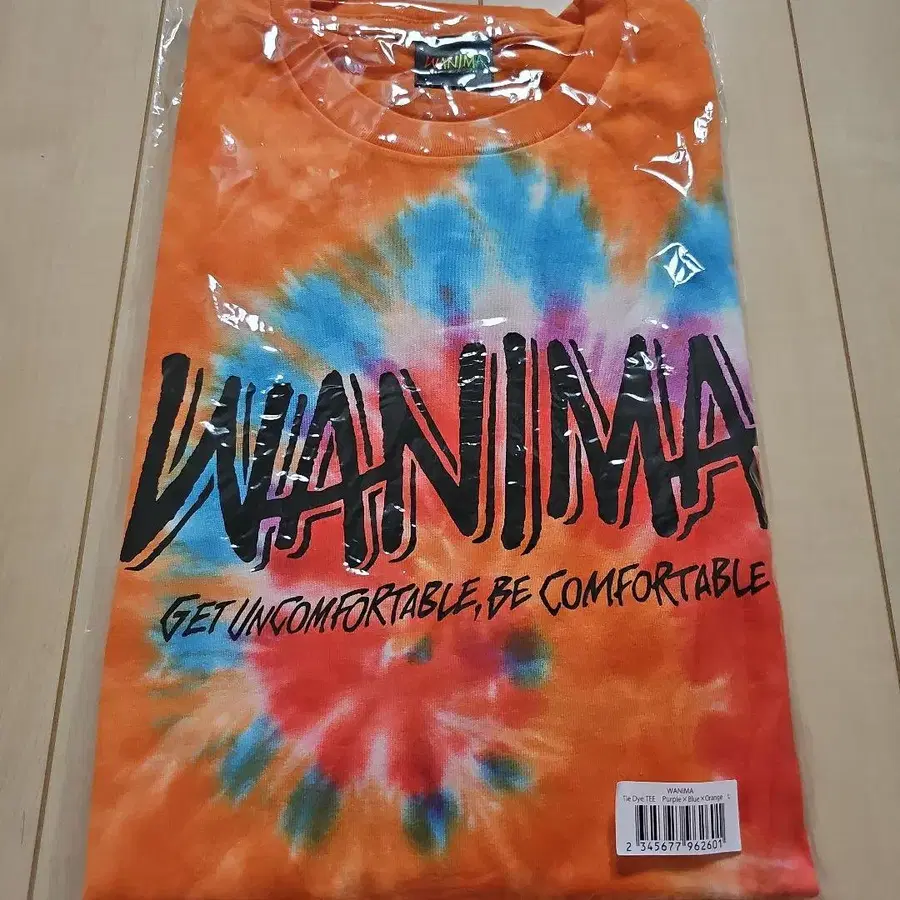 WANIMA
WANIMA
GET UNCOMFORTABLE, BE COMFORTABLE
WANIMA
Tie Dye TEE Purple×Blue×Orange L
2 345677 962601